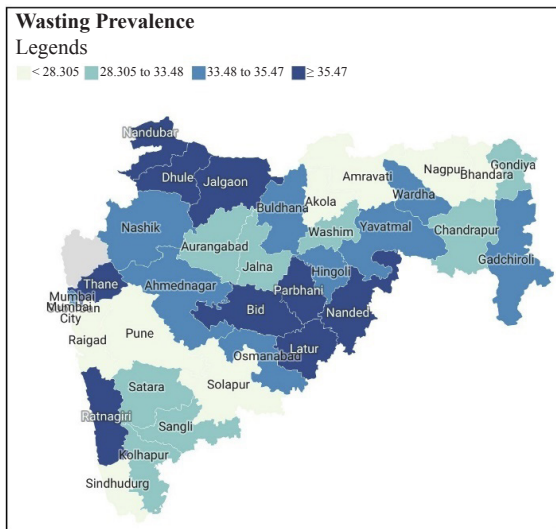 Wasting Prevalence
Legends
< 28.305 28.305 to 33.48 33.48 to 35.47 ≥ 35.47
Nandubar
Dhule
Jalgaon
Nagpur
Gondiya
Bhandara
Amravati
Akola
Wardha
Buldhana
Nashik
Washim
Yavatmal
Chandrapur
Aurangabad
Gadchiroli
Jalna
Hingoli
Thane
Ahmednagar
Parbhani
Mumbai
Mumbai
City
Bid
Nanded
Pune
Raigad
Latur
Osmanabad
Solapur
Satara
Ratnagiri
Sangli
Kolhapur
Sindhudurg